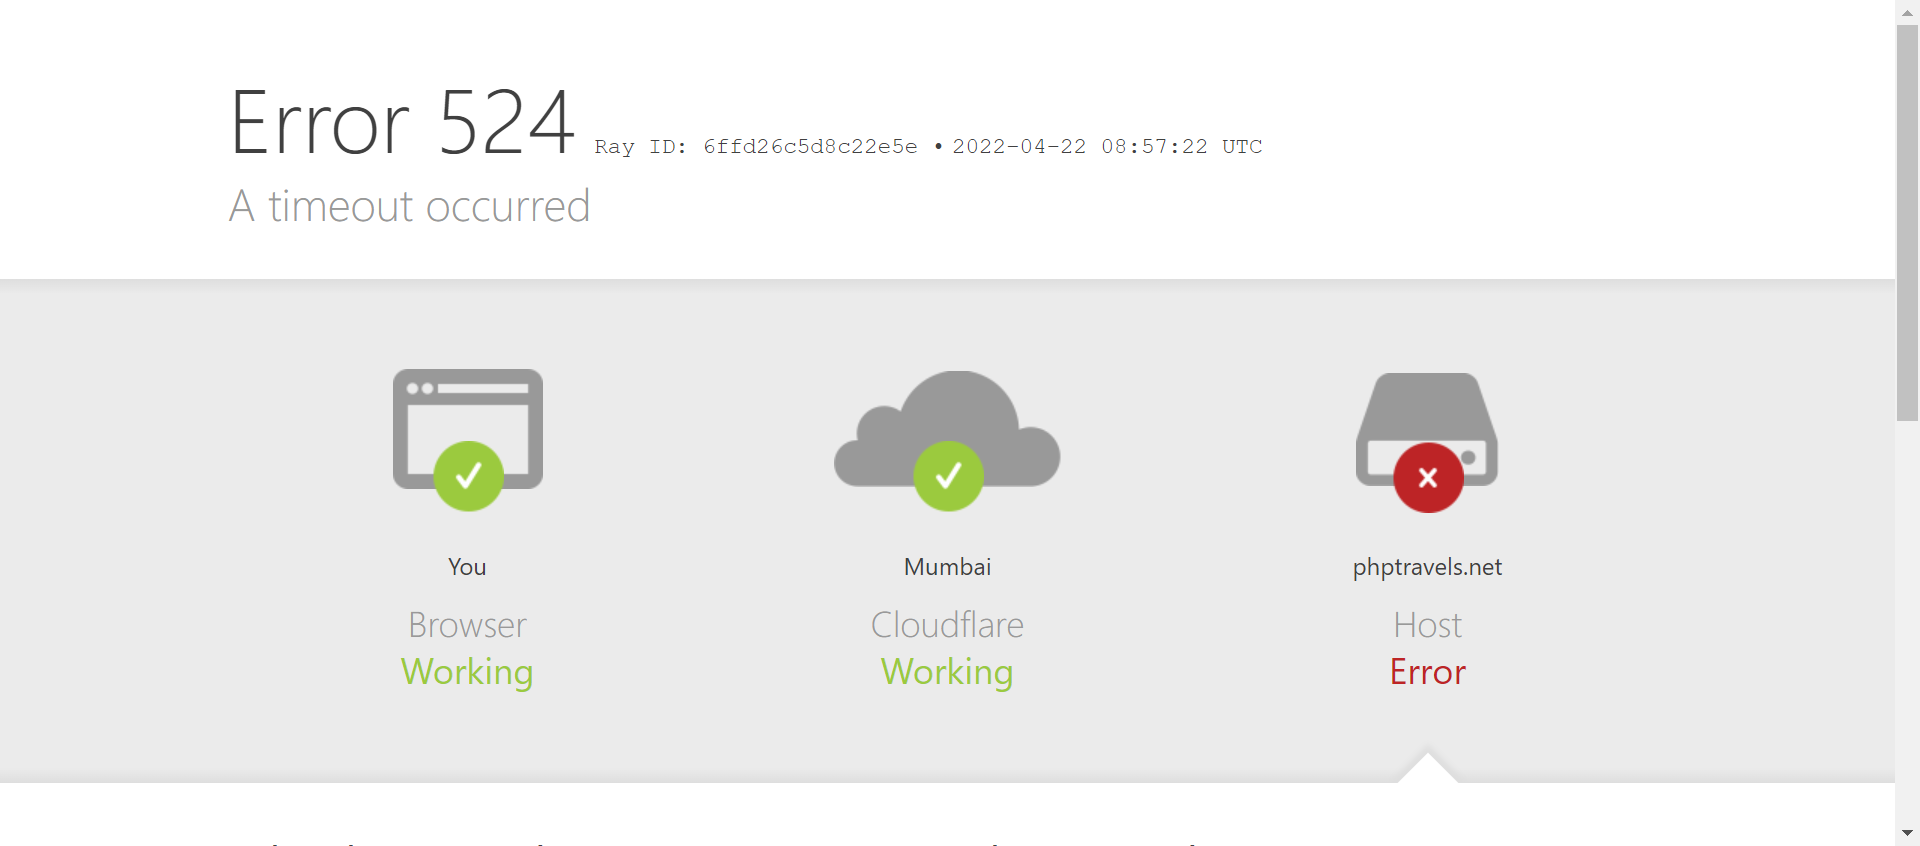 Error 524 Ray ID: 6ffd26c5d8c22e5e • 2022-04-22 08:57:22 UTC
A timeout occurred
You
Browser
Working
Mumbai
Cloudflare
Working
phptravels.net
Host
Error